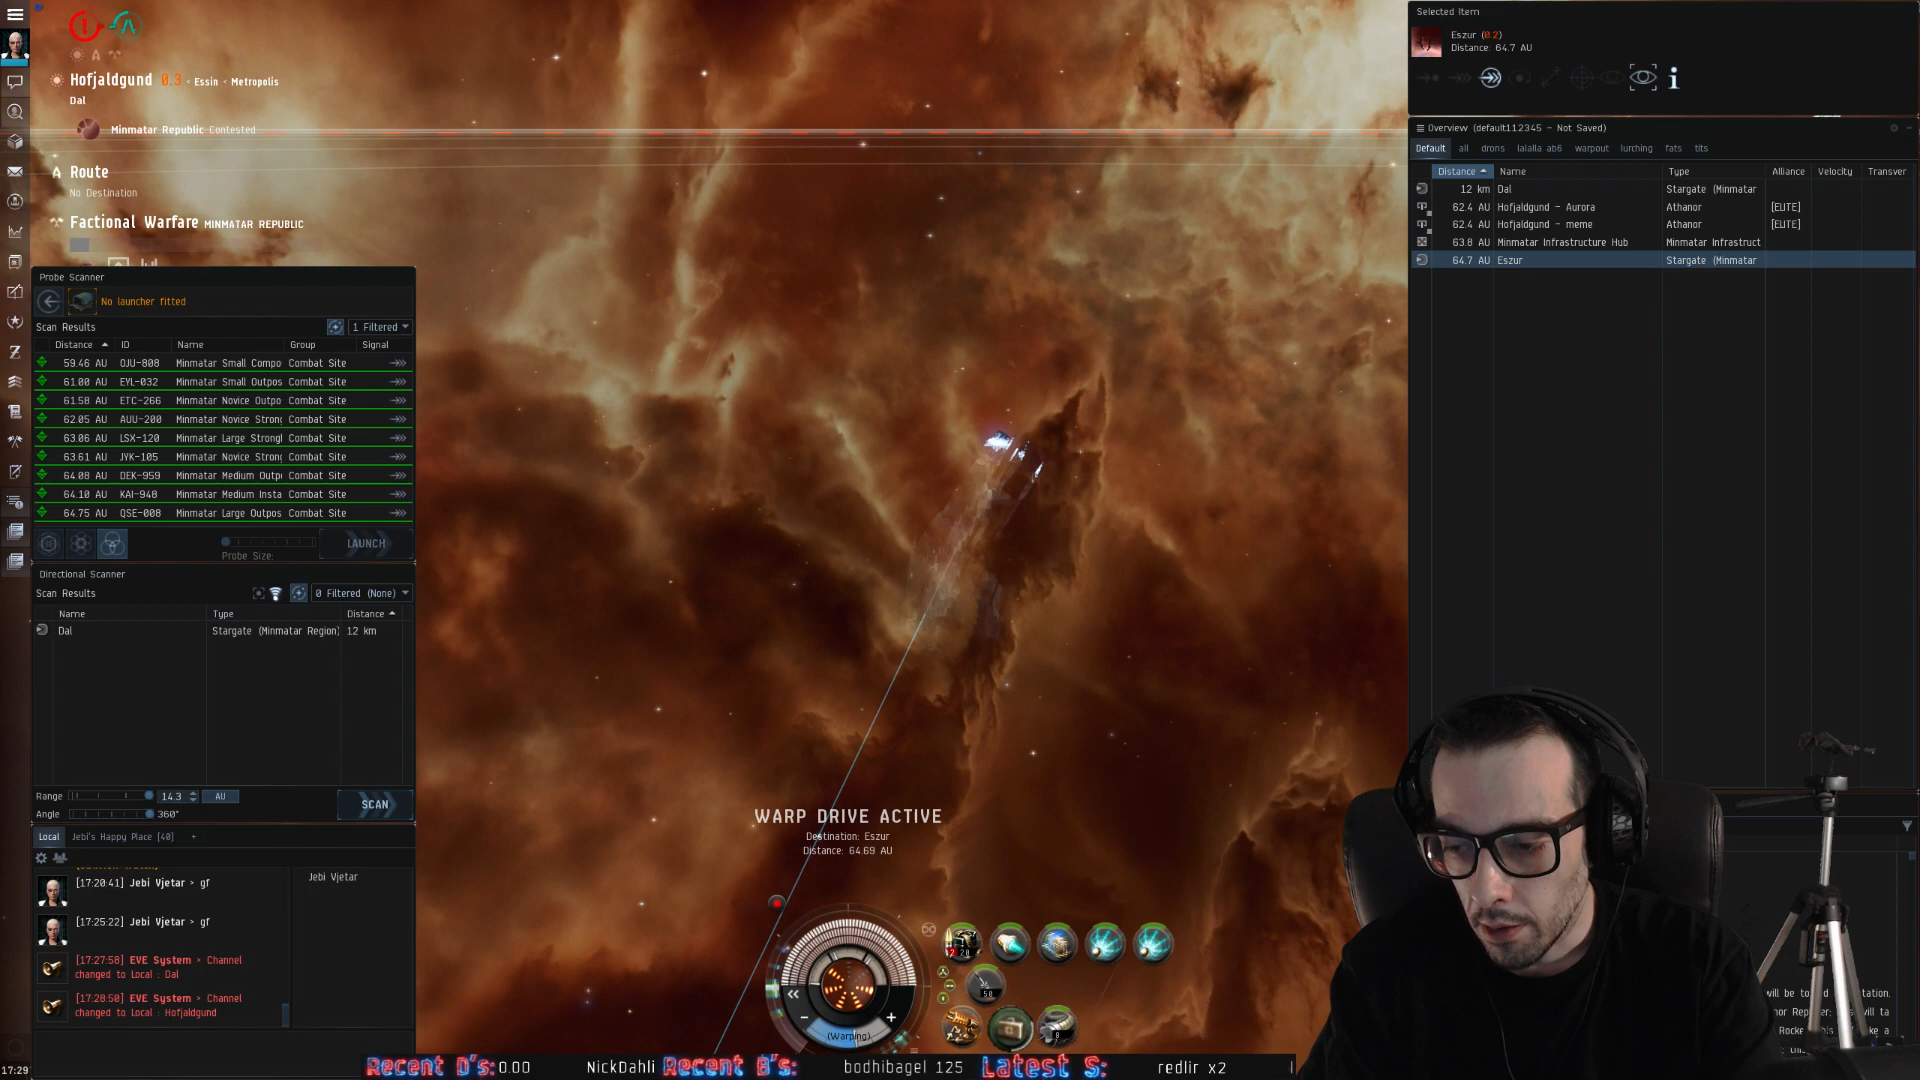 Hofjaldgund 0.3 < Essin < Metropolis
Dal
Minmatar Republic Contested
Route
No Destination
Factional Warfare MINMATAR REPUBLIC
Probe Scanner
No launcher fitted
Scan Results
1 Filtered
Distance ID Name Group Signal
59.46 AU OJU-808 Minmatar Small Compo Combat Site
61.00 AU EYL-032 Minmatar Small Outpos Combat Site
61.58 AU ETC-266 Minmatar Novice Outpo Combat Site
62.05 AU AUU-200 Minmatar Novice Strong Combat Site
63.06 AU LSX-120 Minmatar Large Strongl Combat Site
63.61 AU JYK-105 Minmatar Novice Strong Combat Site
64.08 AU DEK-959 Minmatar Medium Outp Combat Site
64.10 AU KAI-948 Minmatar Medium Insta Combat Site
64.75 AU QSE-008 Minmatar Large Outpos Combat Site
Probe Size:
LAUNCH
Directional Scanner
Scan Results
0 Filtered (None)
Name Type Distance
Dal Stargate (Minmatar Region) 12 km
Range 14.3 AU
Angle 360°
SCAN
Local Jebi's Happy Place [40] +
[17:20:41] Jebi Vjetar > gf
[17:25:22] Jebi Vjetar > gf
[17:27:58] EVE System > Channel
changed to Local : Dal
[17:28:50] EVE System > Channel
changed to Local : Hofjaldgund
Jebi Vjetar
17:29
WARP DRIVE ACTIVE
Destination: Eszur
Distance: 64.69 AU
(Warping)
20
50
8
Recent D's: 0.00 NickDahli Recent B's: bodhibagel 125 Latest S: redlir x2
Selected Item
Eszur (0.2)
Distance: 64.7 AU
Overview (default112345 - Not Saved)
Default all drons lalalla ab6 warpout lurching fats tits
Distance Name Type Alliance Velocity Transver
12 km Dal Stargate (Minmatar
62.4 AU Hofjaldgund - Aurora Athanor [ELITE]
62.4 AU Hofjaldgund - meme Athanor [ELITE]
63.8 AU Minmatar Infrastructure Hub Minmatar Infrastruct
64.7 AU Eszur Stargate (Minmatar